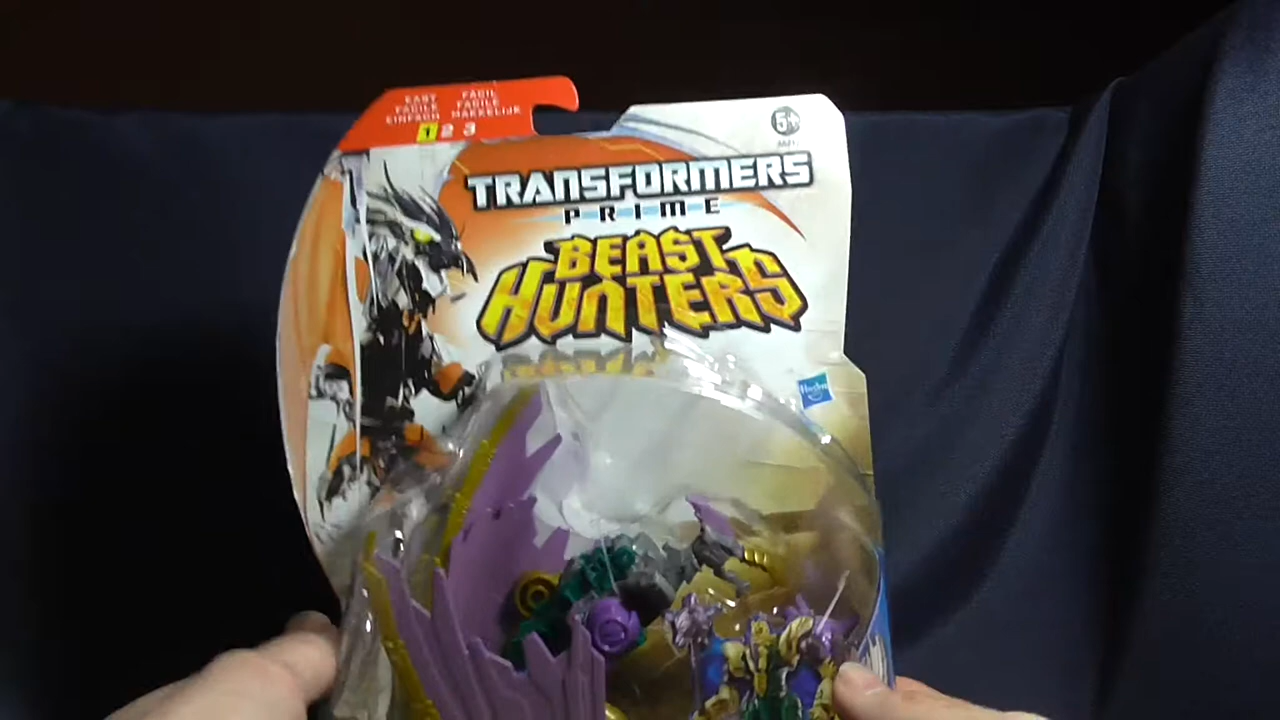 EASY FÁCIL
FACILE FACILE
EINFACH MAKKELIJK
1 2 3
5+
TRANSFORMERS
PRIME
BEAST
HUNTERS
Hasbro